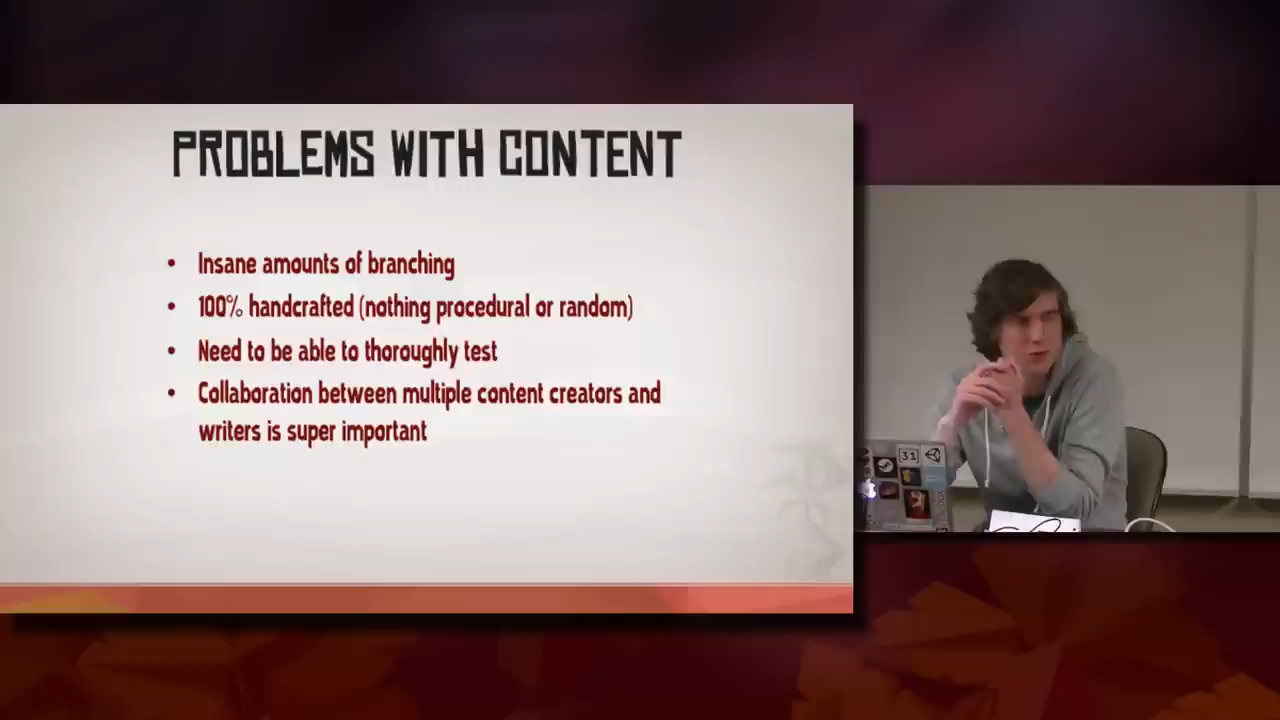 PROBLEMS WITH CONTENT
• Insane amounts of branching
• 100% handcrafted (nothing procedural or random)
• Need to be able to thoroughly test
• Collaboration between multiple content creators and
writers is super important
31